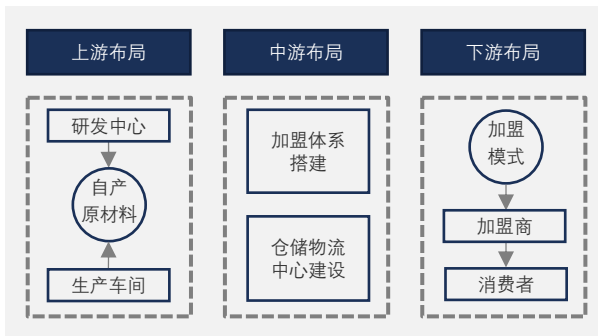 上游布局
中游布局
下游布局
研发中心
自产
原材料
生产车间
加盟体系
搭建
仓储物流
中心建设
加盟
模式
加盟商
消费者